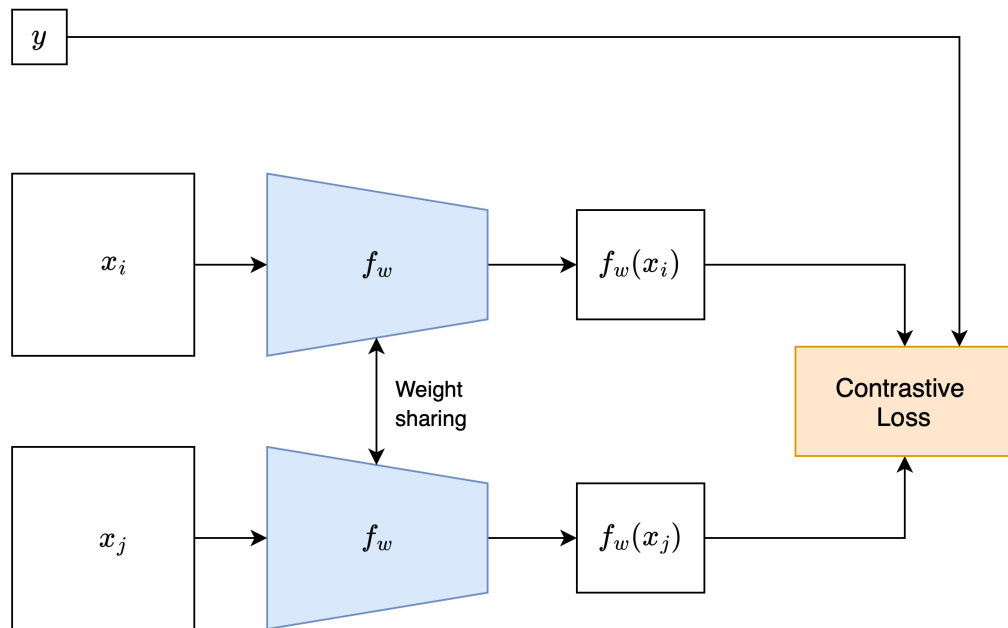 y
x_i
f_w
f_w(x_i)
Weight
sharing
Contrastive
Loss
x_j
f_w
f_w(x_j)